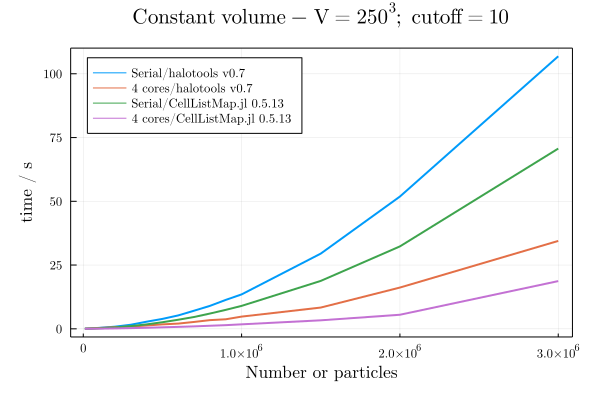 Constant volume − V = 250³; cutoff = 10
Serial/halotools v0.7
4 cores/halotools v0.7
Serial/CellListMap.jl 0.5.13
4 cores/CellListMap.jl 0.5.13
100
75
50
25
0
time / s
0
1.0×10⁶
2.0×10⁶
3.0×10⁶
Number or particles